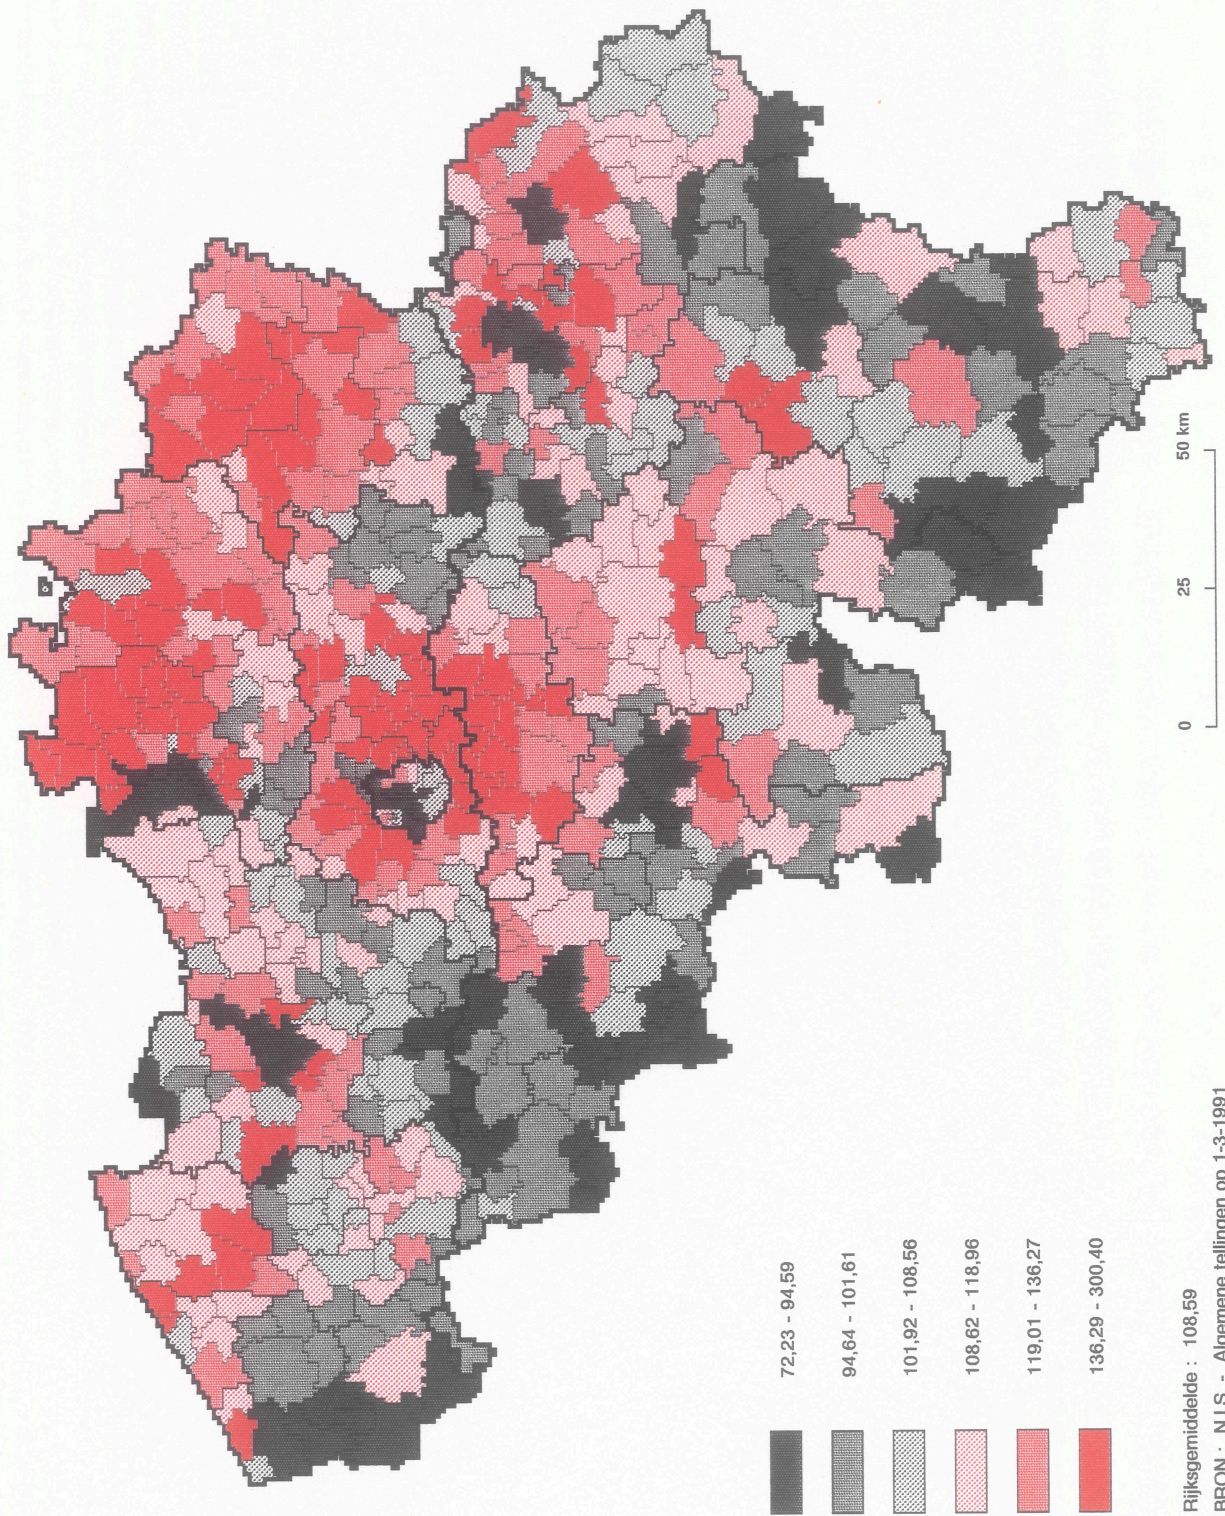 72,23 - 94,59
94,64 - 101,61
101,92 - 108,56
108,62 - 118,96
119,01 - 136,27
136,29 - 300,40
0 25 50 km
Rijksgemiddelde : 108,59
BRON : N.I.S. - Algemene tellingen op 1-3-1991